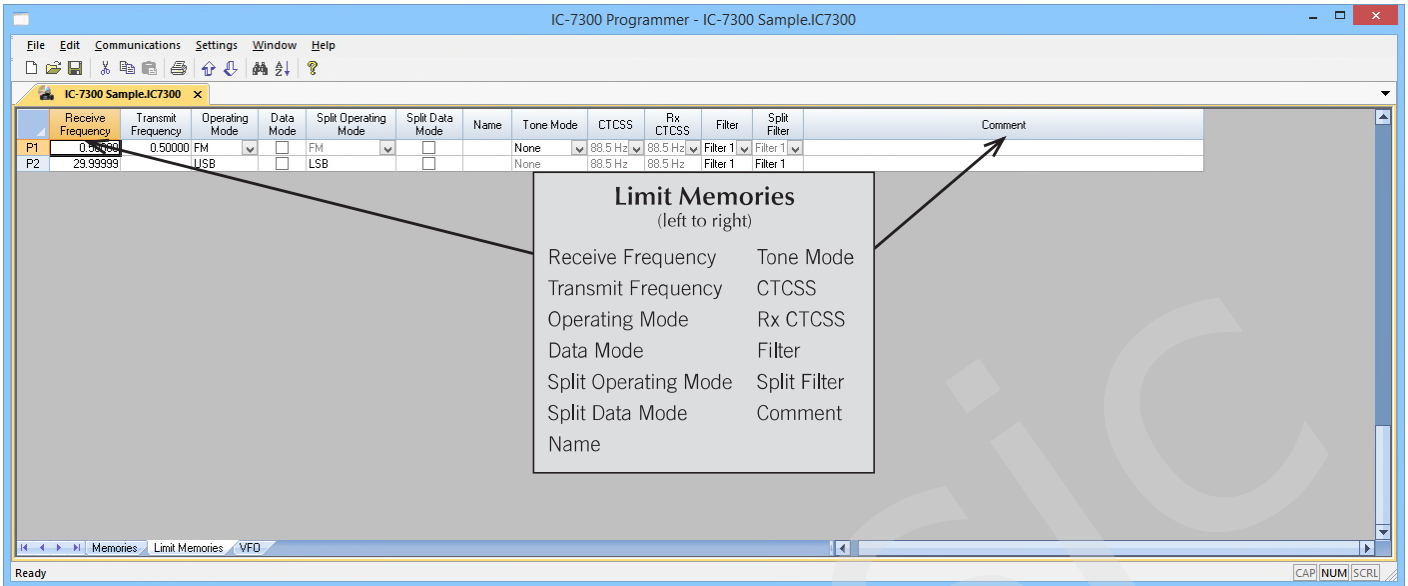 IC-7300 Programmer - IC-7300 Sample.IC7300
File Edit Communications Settings Window Help
IC-7300 Sample.IC7300
Receive Frequency Transmit Frequency Operating Mode Data Mode Split Operating Mode Split Data Mode Name Tone Mode CTCSS Rx CTCSS Filter Split Filter Comment
P1 0.50000 0.50000 FM FM None 88.5 Hz 88.5 Hz Filter 1 Filter 1
P2 29.99999 USB LSB None 88.5 Hz 88.5 Hz Filter 1 Filter 1
Limit Memories
(left to right)
Receive Frequency Tone Mode
Transmit Frequency CTCSS
Operating Mode Rx CTCSS
Data Mode Filter
Split Operating Mode Split Filter
Split Data Mode Comment
Name
Memories Limit Memories VFO
Ready CAP NUM SCRL